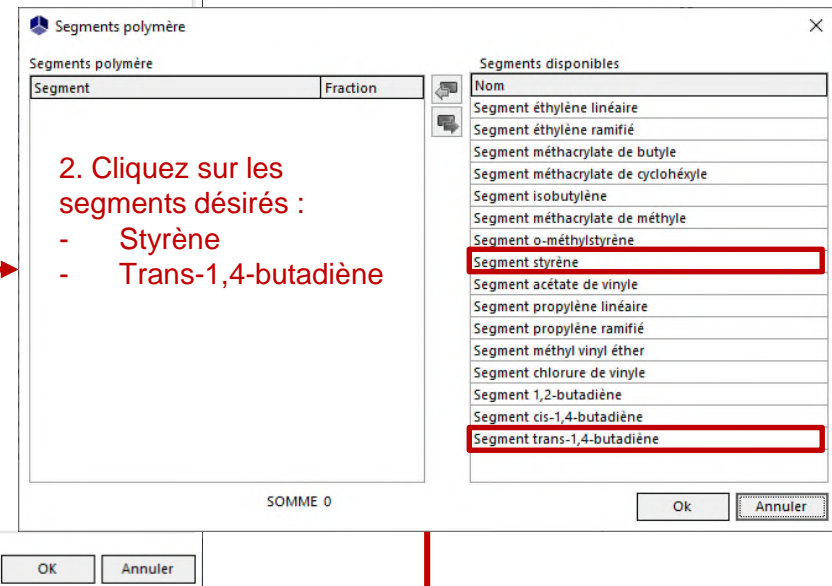 Segments polymère
Segments polymère
Segment Fraction
2. Cliquez sur les
segments désirés :
- Styrène
- Trans-1,4-butadiène
SOMME 0
Segments disponibles
Nom
Segment éthylène linéaire
Segment éthylène ramifié
Segment méthacrylate de butyle
Segment méthacrylate de cyclohéxyle
Segment isobutylène
Segment méthacrylate de méthyle
Segment o-méthylstyrène
Segment styrène
Segment acétate de vinyle
Segment propylène linéaire
Segment propylène ramifié
Segment méthyl vinyl éther
Segment chlorure de vinyle
Segment 1,2-butadiène
Segment cis-1,4-butadiène
Segment trans-1,4-butadiène
Ok Annuler
OK Annuler